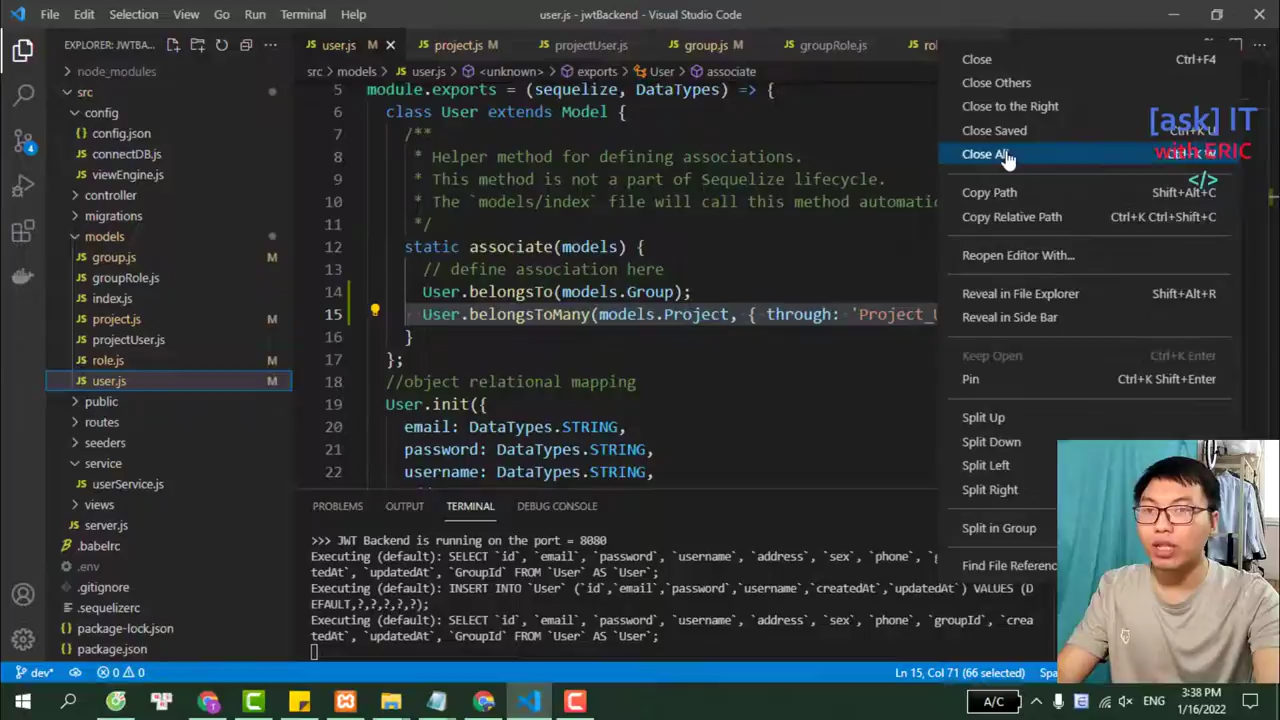 File Edit Selection View Go Run Terminal Help
user.js - jwtBackend - Visual Studio Code
EXPLORER: JWTBA...
user.js M
project.js M
projectUser.js
group.js M
groupRole.js
src > models > user.js > <unknown> > exports > User > associate
node_modules
src
config
config.json
connectDB.js
viewEngine.js
controller
migrations
models
group.js M
groupRole.js
index.js
project.js M
projectUser.js
role.js M
user.js M
public
routes
seeders
service
userService.js
views
server.js
.babelrc
.env
.gitignore
.sequelizerc
package-lock.json
package.json
4
5 module.exports = (sequelize, DataTypes) => {
6 class User extends Model {
7 /**
8 * Helper method for defining associations.
9 * This method is not a part of Sequelize lifecycle.
10 * The `models/index` file will call this method automatic
11 */
12 static associate(models) {
13 // define association here
14 User.belongsTo(models.Group);
15 User.belongsToMany(models.Project, { through: 'Project_U
16 }
17 };
18 //object relational mapping
19 User.init({
20 email: DataTypes.STRING,
21 password: DataTypes.STRING,
22 username: DataTypes.STRING,
Close Ctrl+F4
Close Others
Close to the Right
Close Saved Ctrl+K U
Close All Ctrl+K W
Copy Path Shift+Alt+C
Copy Relative Path Ctrl+K Ctrl+Shift+C
Reopen Editor With...
Reveal in File Explorer Shift+Alt+R
Reveal in Side Bar
Keep Open Ctrl+K Enter
Pin Ctrl+K Shift+Enter
Split Up
Split Down
Split Left
Split Right
Split in Group
Find File Referenc
[ask] IT
with ERIC
</>
PROBLEMS OUTPUT TERMINAL DEBUG CONSOLE
>>> JWT Backend is running on the port = 8080
Executing (default): SELECT `id`, `email`, `password`, `username`, `address`, `sex`, `phone`, `g
tedAt`, `updatedAt`, `GroupId` FROM `User` AS `User`;
Executing (default): INSERT INTO `User` (`id`,`email`,`password`,`username`,`createdAt`,`updatedAt`) VALUES (D
EFAULT,?,?,?,?,?);
Executing (default): SELECT `id`, `email`, `password`, `username`, `address`, `sex`, `phone`, `groupId`, `crea
tedAt`, `updatedAt`, `GroupId` FROM `User` AS `User`;
dev* 0 0
Ln 15, Col 71 (66 selected)
A/C
ENG
3:38 PM
1/16/2022